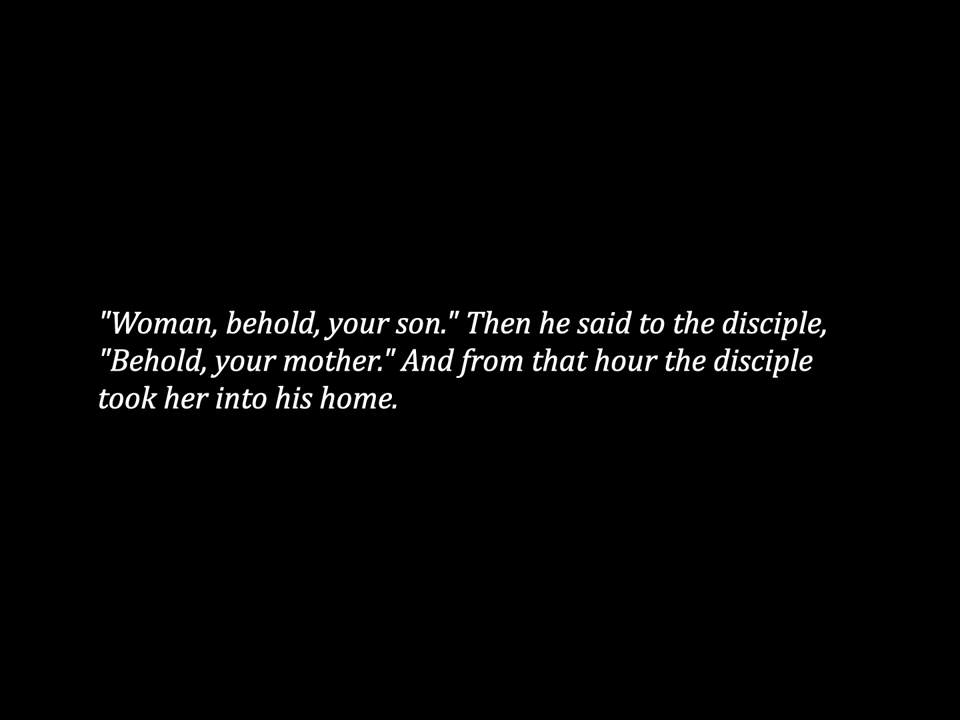 "Woman, behold, your son." Then he said to the disciple,
"Behold, your mother." And from that hour the disciple
took her into his home.